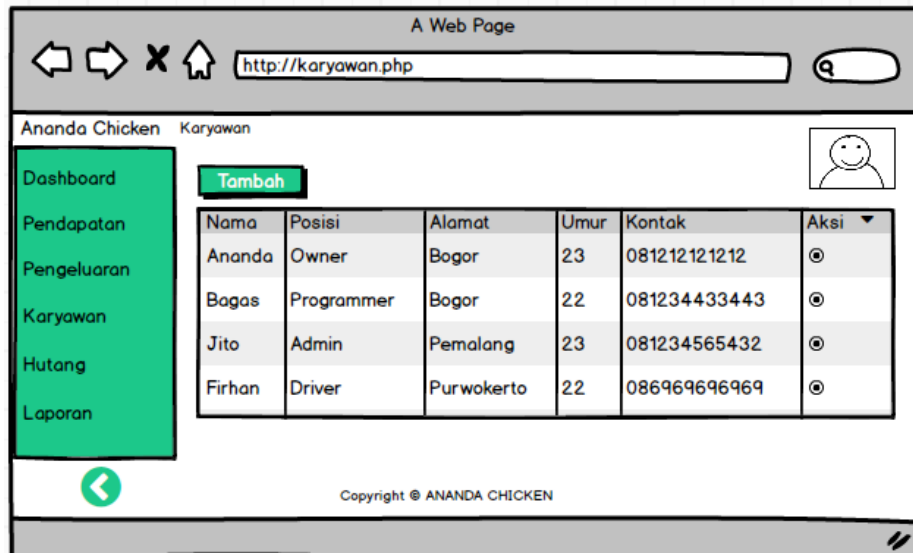 A Web Page
http://karyawan.php
Ananda Chicken Karyawan
Dashboard
Pendapatan
Pengeluaran
Karyawan
Hutang
Laporan
Tambah
Nama Posisi Alamat Umur Kontak Aksi
Ananda Owner Bogor 23 081212121212
Bagas Programmer Bogor 22 081234433443
Jito Admin Pemalang 23 081234565432
Firhan Driver Purwokerto 22 086969696969
Copyright © ANANDA CHICKEN